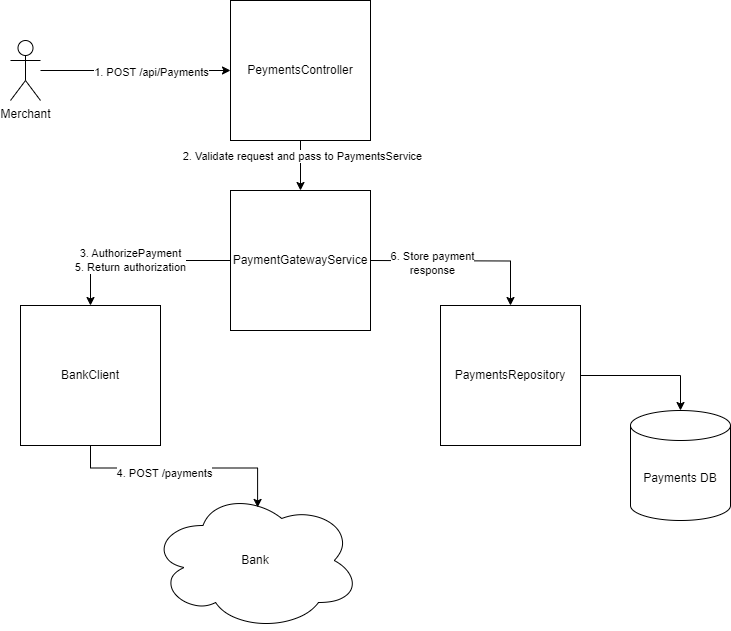 1. POST /api/Payments
PeymentsController
Merchant
2. Validate request and pass to PaymentsService
3. AuthorizePayment
5. Return authorization
PaymentGatewayService
6. Store payment
response
BankClient
PaymentsRepository
4. POST /payments
Payments DB
Bank